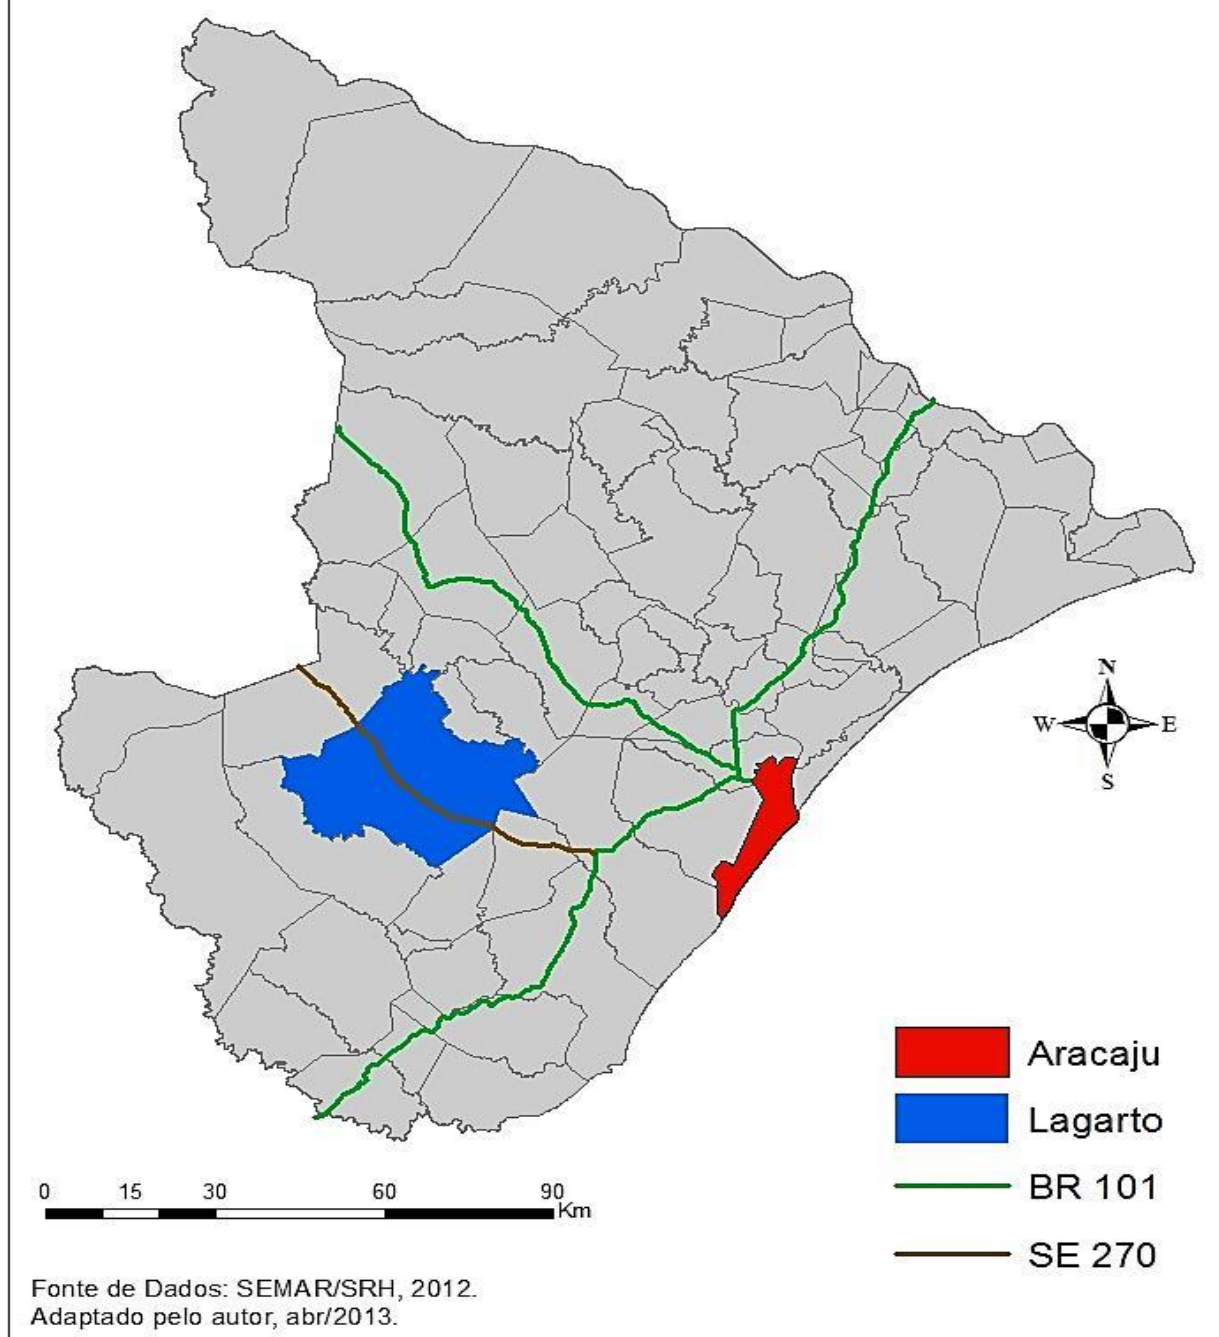 N
W E
S
Aracaju
Lagarto
BR 101
SE 270
0 15 30 60 90
Km
Fonte de Dados: SEMAR/SRH, 2012.
Adaptado pelo autor, abr/2013.